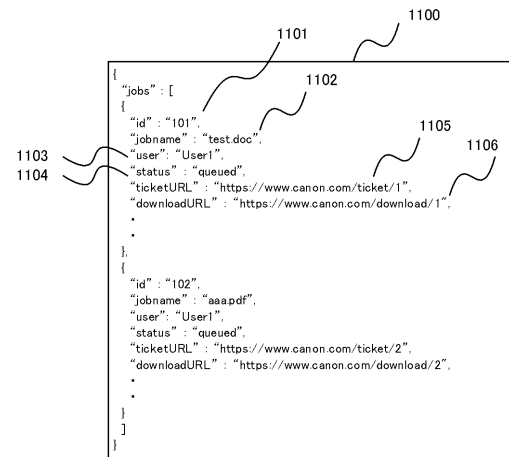 1100
1101
1102
1103
1104
1105
1106
{
“jobs” : [
{
“id” : “101”,
“jobname” : “test.doc”,
“user”: “User1”,
“status” : “queued”,
“ticketURL” : “https://www.canon.com/ticket/1”,
“downloadURL” : “https://www.canon.com/download/1”,
・
・
},
{
“id” : “102”,
“jobname” : “aaa.pdf”,
“user”: “User1”,
“status” : “queued”,
“ticketURL” : “https://www.canon.com/ticket/2”,
“downloadURL” : “https://www.canon.com/download/2”,
・
・
}
]
}